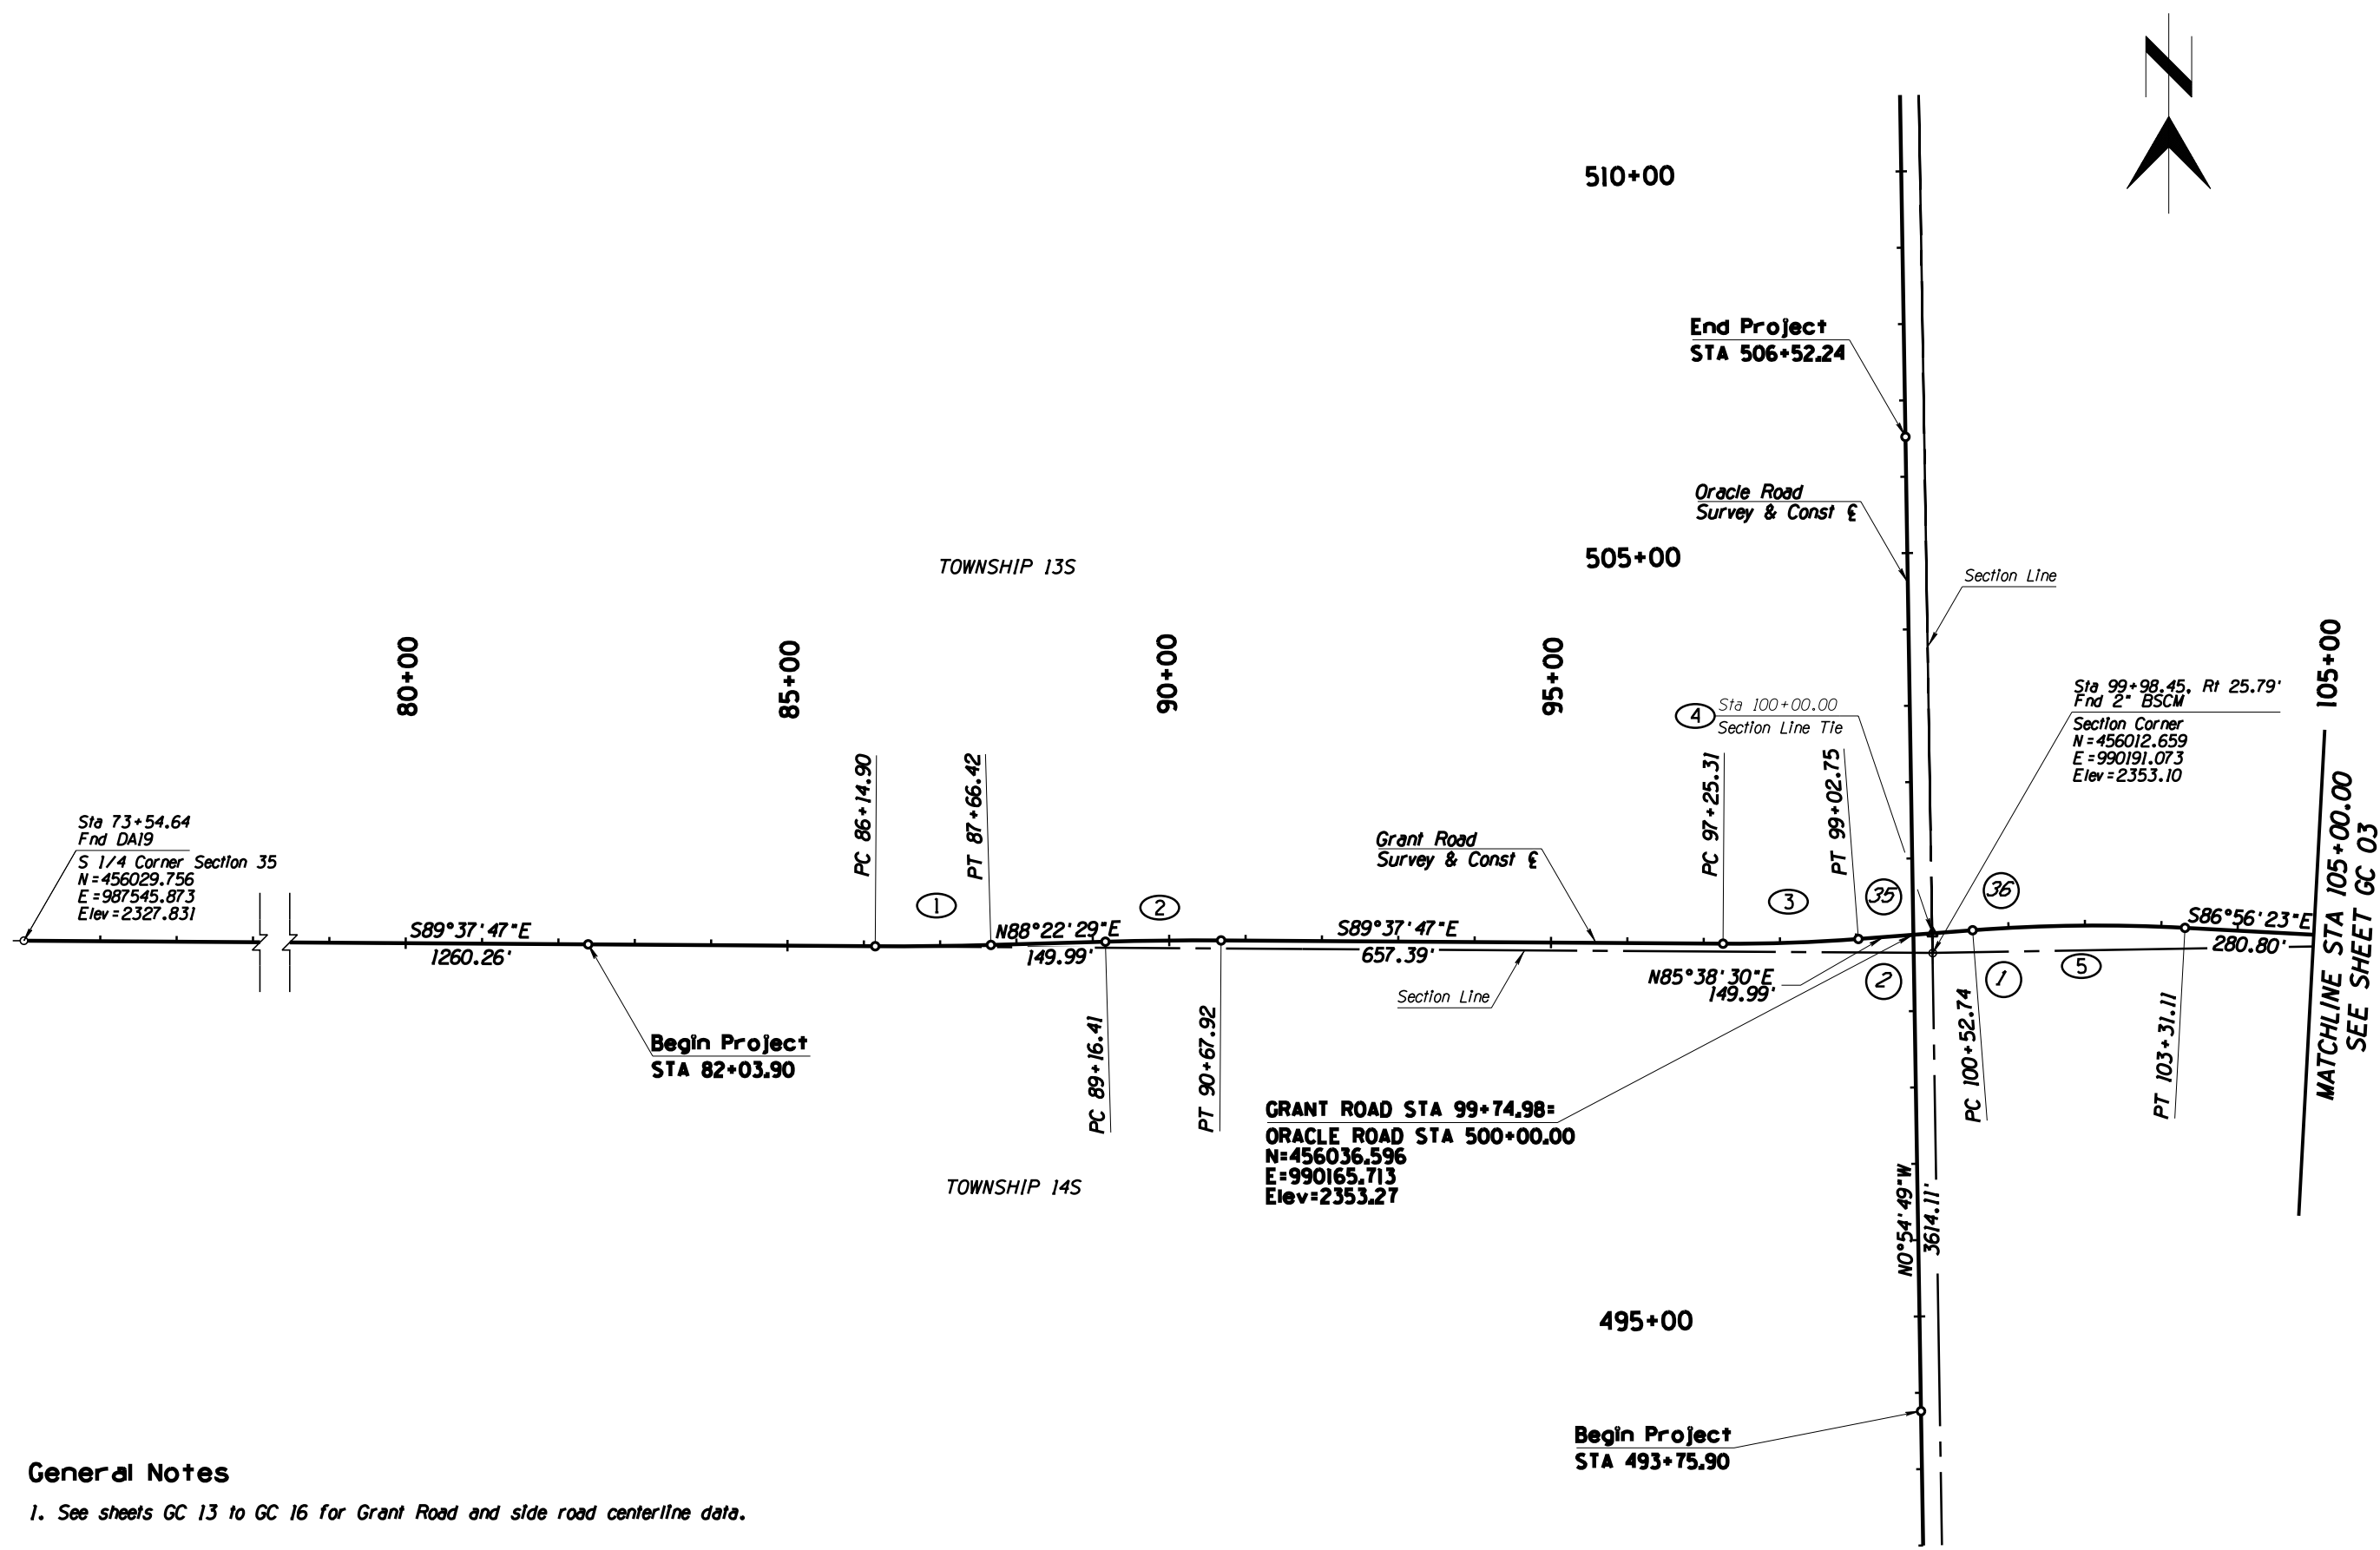 N
510+00
End Project
STA 506+52.24
Oracle Road
Survey & Const ℄
505+00
TOWNSHIP 13S
Section Line
80+00
85+00
90+00
95+00
105+00
Sta 99+98.45, Rt 25.79'
Fnd 2" BSCM
Section Corner
N=456012.659
E=990191.073
Elev=2353.10
4
Sta 100+00.00
Section Line Tie
PC 86+14.90
PT 87+66.42
PC 97+25.31
PT 99+02.75
Sta 73+54.64
Fnd DA19
S 1/4 Corner Section 35
N=456029.756
E=987545.873
Elev=2327.831
Grant Road
Survey & Const ℄
MATCHLINE STA 105+00.00
SEE SHEET GC 03
1
2
3
35
36
S89°37'47"E
1260.26'
N88°22'29"E
149.99'
S89°37'47"E
657.39'
S86°56'23"E
280.80'
N85°38'30"E
149.99'
2
1
5
Section Line
Begin Project
STA 82+03.90
PC 89+16.41
PT 90+67.92
PC 100+52.74
PT 103+31.11
GRANT ROAD STA 99+74.98=
ORACLE ROAD STA 500+00.00
N=456036.596
E=990165.713
Elev=2353.27
TOWNSHIP 14S
N0°54'49"W
3614.11'
495+00
Begin Project
STA 493+75.90
General Notes
1. See sheets GC 13 to GC 16 for Grant Road and side road centerline data.